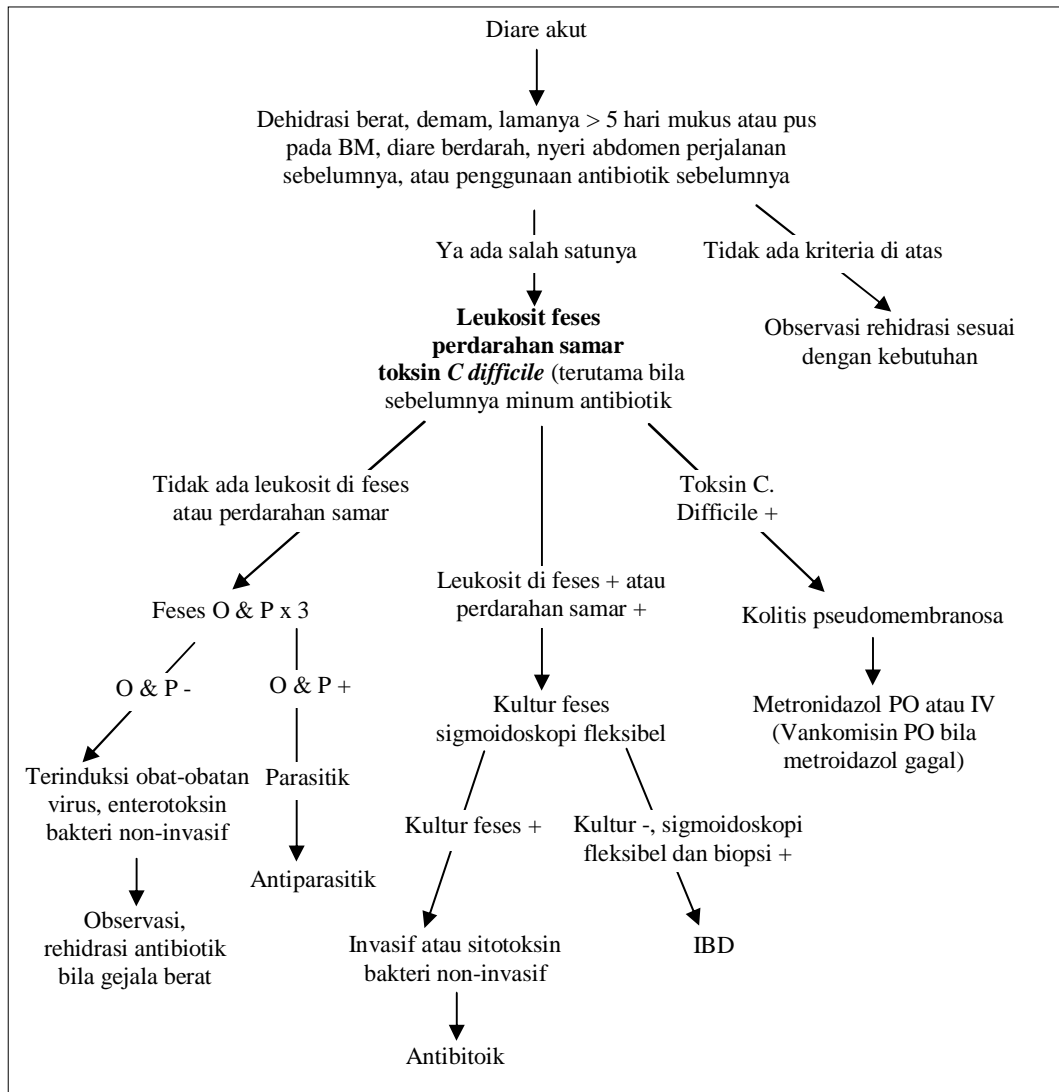 Diare akut
Dehidrasi berat, demam, lamanya > 5 hari mukus atau pus
pada BM, diare berdarah, nyeri abdomen perjalanan
sebelumnya, atau penggunaan antibiotik sebelumnya
Ya ada salah satunya
Tidak ada kriteria di atas
Leukosit feses
perdarahan samar
toksin C difficile (terutama bila
sebelumnya minum antibiotik
Observasi rehidrasi sesuai
dengan kebutuhan
Tidak ada leukosit di feses
atau perdarahan samar
Toksin C.
Difficile +
Leukosit di feses + atau
perdarahan samar +
Feses O & P x 3
Kolitis pseudomembranosa
O & P -
O & P +
Kultur feses
sigmoidoskopi fleksibel
Metronidazol PO atau IV
(Vankomisin PO bila
metroidazol gagal)
Terinduksi obat-obatan
virus, enterotoksin
bakteri non-invasif
Parasitik
Kultur feses +
Kultur -, sigmoidoskopi
fleksibel dan biopsi +
Antiparasitik
Observasi,
rehidrasi antibiotik
bila gejala berat
Invasif atau sitotoksin
bakteri non-invasif
IBD
Antibitoik